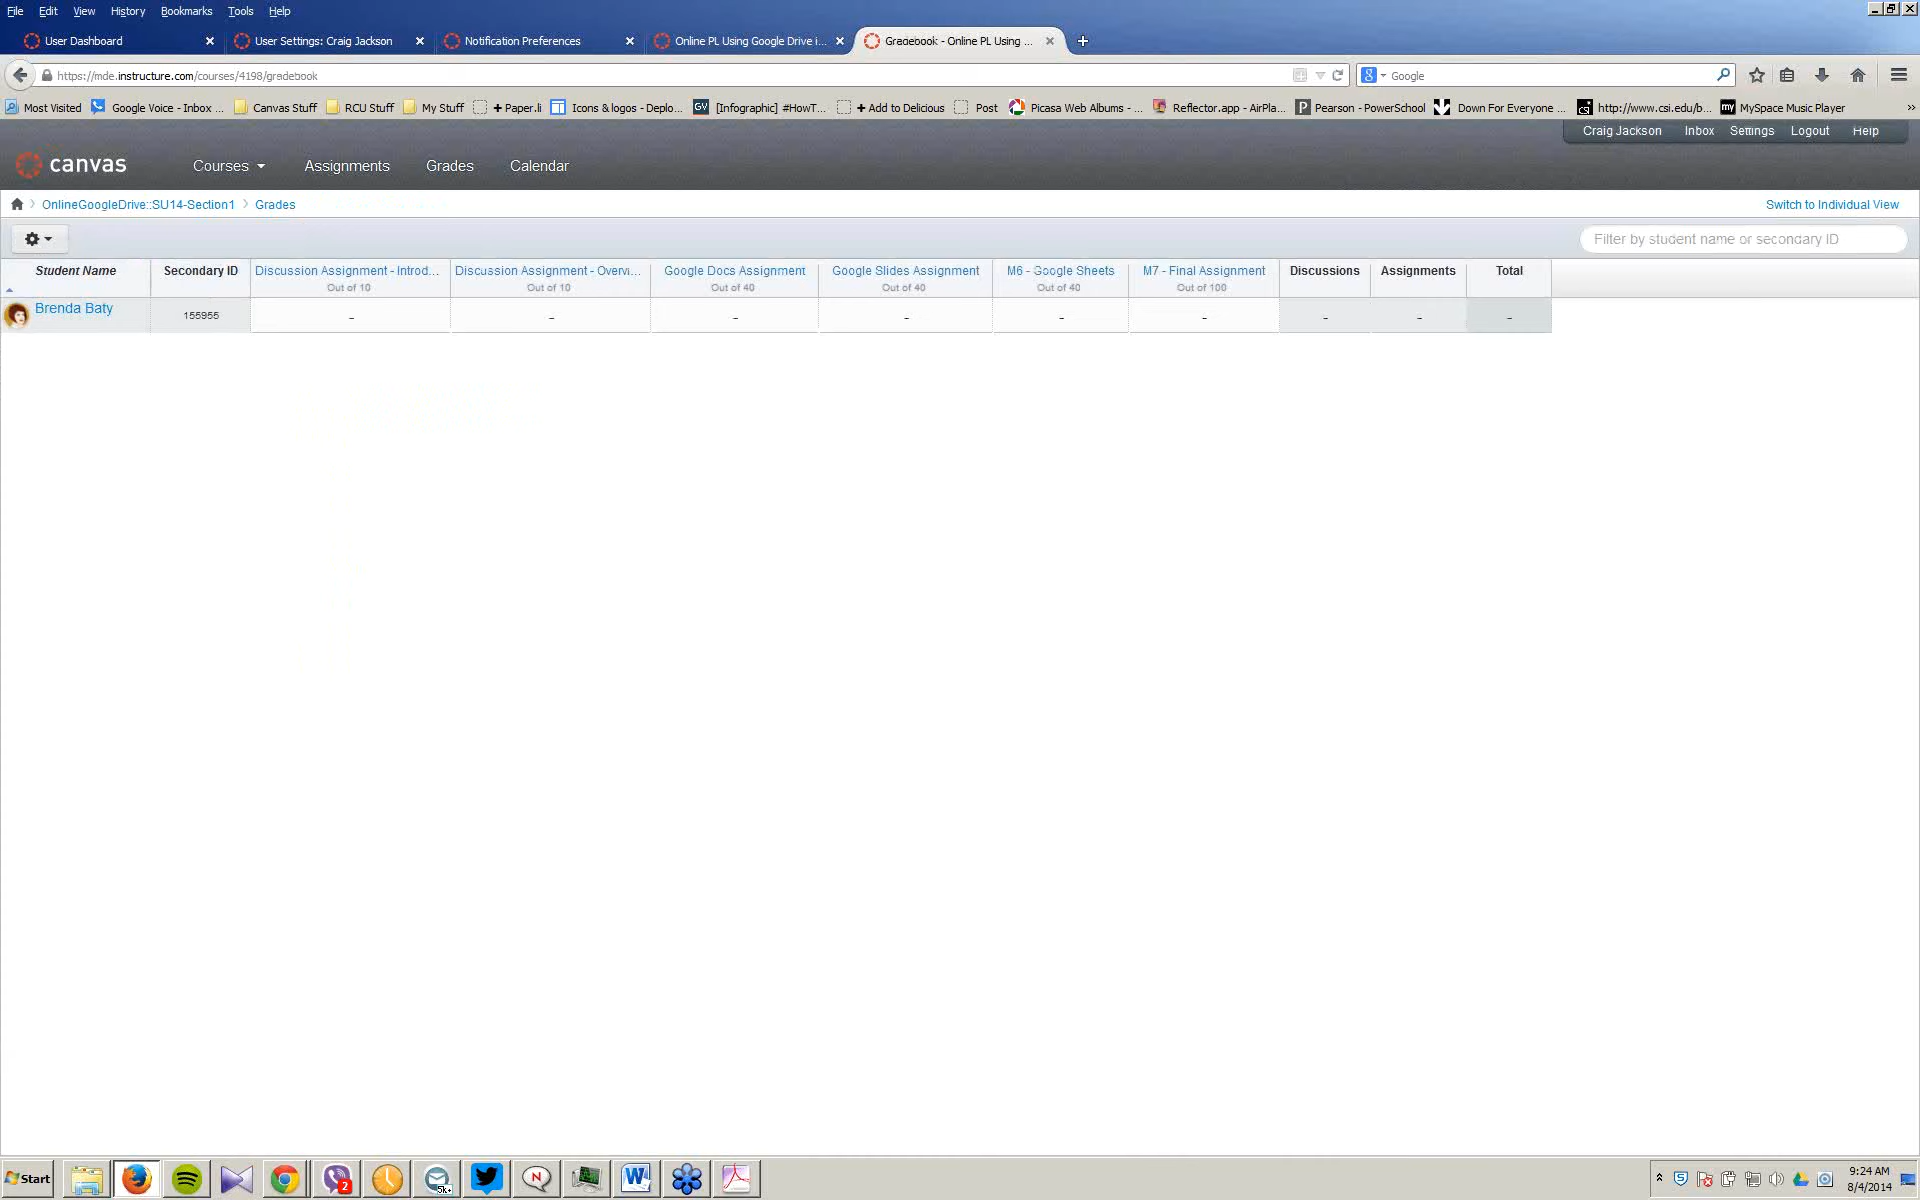 File Edit View History Bookmarks Tools Help
User Dashboard
User Settings: Craig Jackson
Notification Preferences
Online PL Using Google Drive i...
Gradebook - Online PL Using ...
https://mde.instructure.com/courses/4198/gradebook
Google
Most Visited
Google Voice - Inbox ...
Canvas Stuff
RCU Stuff
My Stuff
+ Paper.li
Icons & logos - Deplo...
[Infographic] #HowT...
+ Add to Delicious
Post
Picasa Web Albums - ...
Reflector.app - AirPla...
Pearson - PowerSchool
Down For Everyone ...
http://www.csi.edu/b...
MySpace Music Player
Craig Jackson Inbox Settings Logout Help
canvas
Courses Assignments Grades Calendar
OnlineGoogleDrive::SU14-Section1 Grades
Switch to Individual View
Filter by student name or secondary ID
Student Name
Secondary ID
Discussion Assignment - Introd...
Out of 10
Discussion Assignment - Overvi...
Out of 10
Google Docs Assignment
Out of 40
Google Slides Assignment
Out of 40
M6 - Google Sheets
Out of 40
M7 - Final Assignment
Out of 100
Discussions
Assignments
Total
Brenda Baty 155955 - - - - - - - - -
Start
2
5k+
N
9:24 AM
8/4/2014